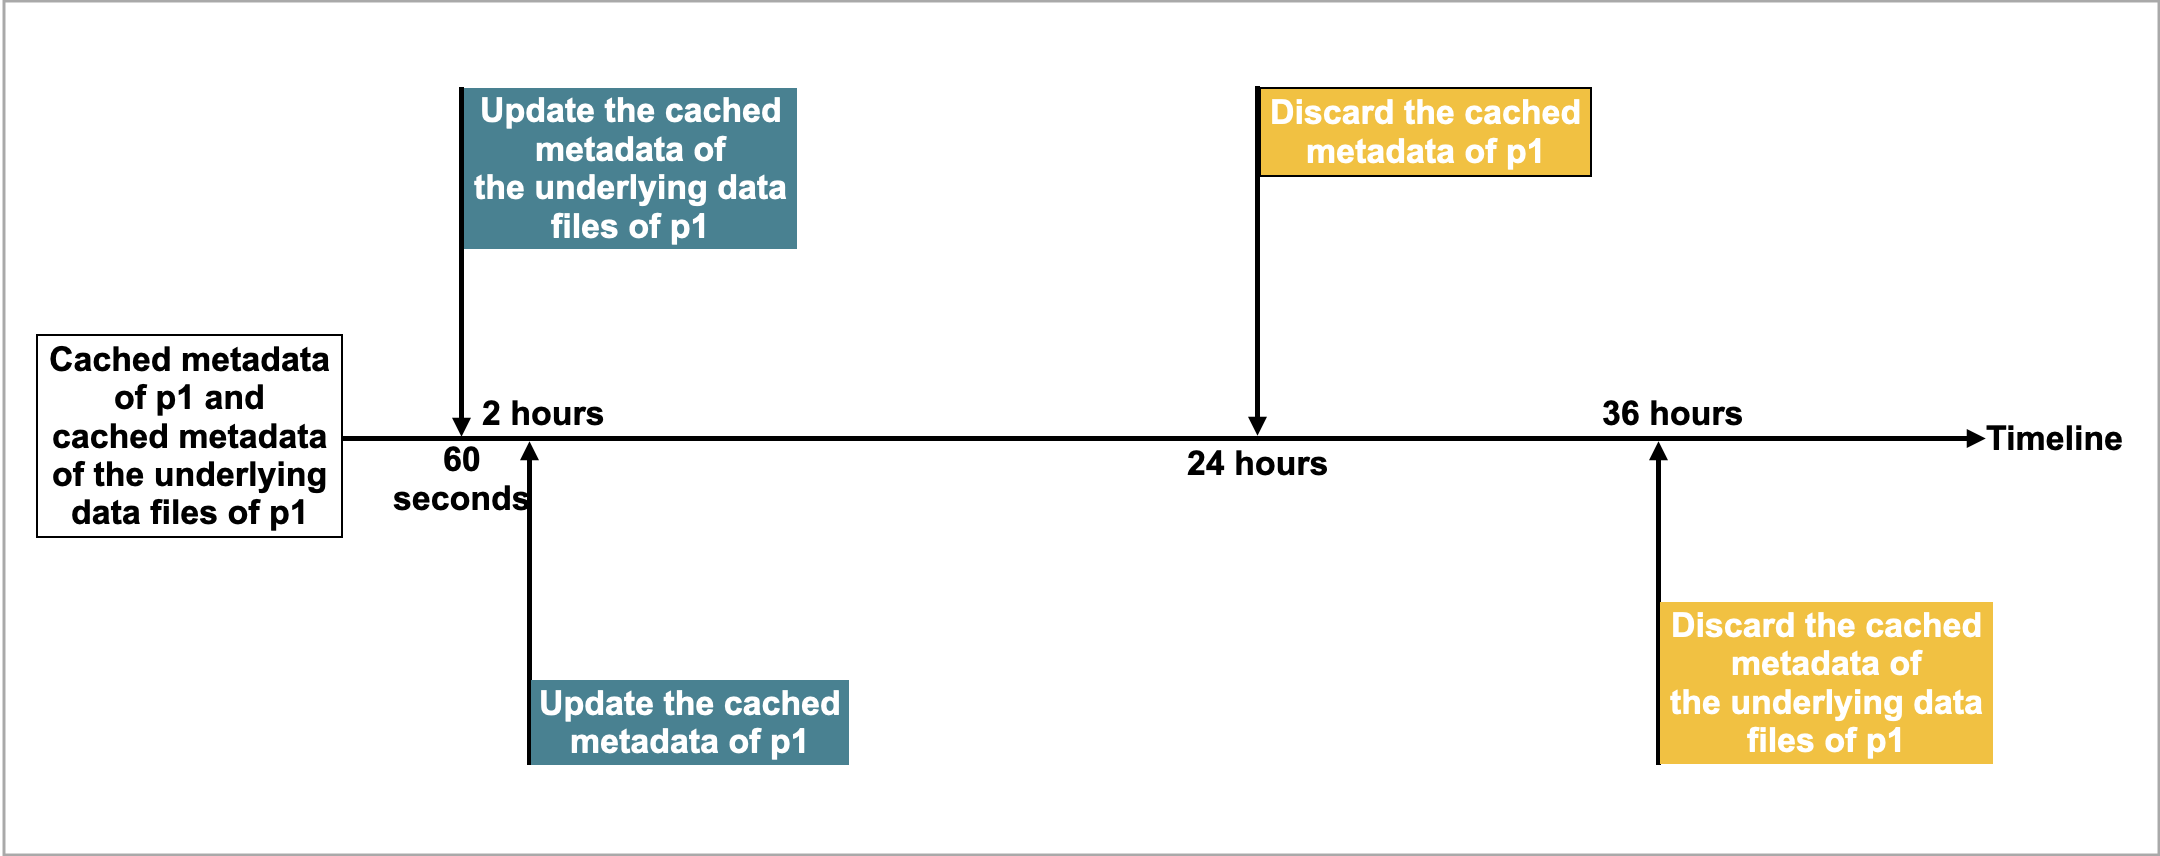 Update the cached
metadata of
the underlying data
files of p1
Discard the cached
metadata of p1
Cached metadata
of p1 and
cached metadata
of the underlying
data files of p1
2 hours
36 hours
Timeline
60
seconds
24 hours
Update the cached
metadata of p1
Discard the cached
metadata of
the underlying data
files of p1